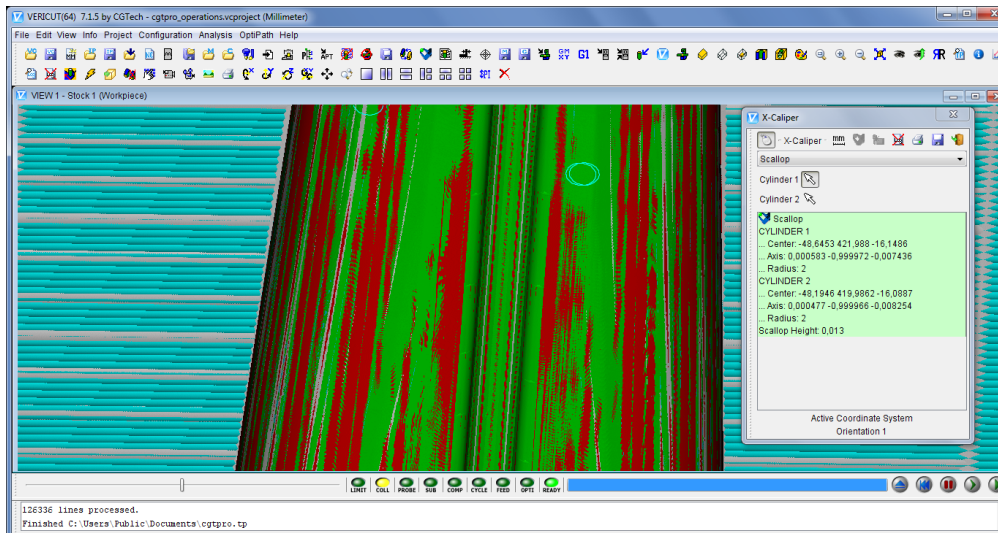 VERICUT(64) 7.1.5 by CGTech - cgtpro_operations.vcproject (Millimeter)
File Edit View Info Project Configuration Analysis OptiPath Help
GM
XY
G1
SPI
VIEW 1 - Stock 1 (Workpiece)
X-Caliper
X-Caliper
mm
Scallop
Cylinder 1
Cylinder 2
Scallop
CYLINDER 1
... Center: -48,6453 421,988 -16,1486
... Axis: 0,000583 -0,999972 -0,007436
... Radius: 2
CYLINDER 2
... Center: -48,1946 419,9862 -16,0887
... Axis: 0,000477 -0,999966 -0,008254
... Radius: 2
Scallop Height: 0,013
Active Coordinate System
Orientation 1
LIMIT COLL PROBE SUB COMP CYCLE FEED OPTI READY
126336 lines processed.
Finished C:\Users\Public\Documents\cgtpro.tp